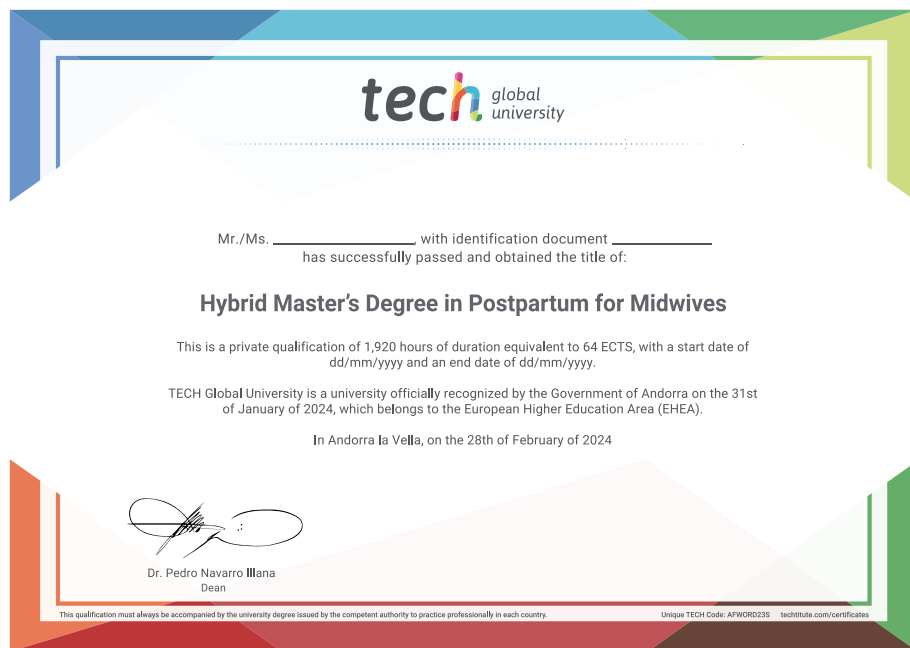 tech global university
Mr./Ms. ________________, with identification document ____________
has successfully passed and obtained the title of:
Hybrid Master's Degree in Postpartum for Midwives
This is a private qualification of 1,920 hours of duration equivalent to 64 ECTS, with a start date of
dd/mm/yyyy and an end date of dd/mm/yyyy.
TECH Global University is a university officially recognized by the Government of Andorra on the 31st
of January of 2024, which belongs to the European Higher Education Area (EHEA).
In Andorra la Vella, on the 28th of February of 2024
Dr. Pedro Navarro Illana
Dean
This qualification must always be accompanied by the university degree issued by the competent authority to practice professionally in each country.
Unique TECH Code: AFWORD23S techtitute.com/certificates